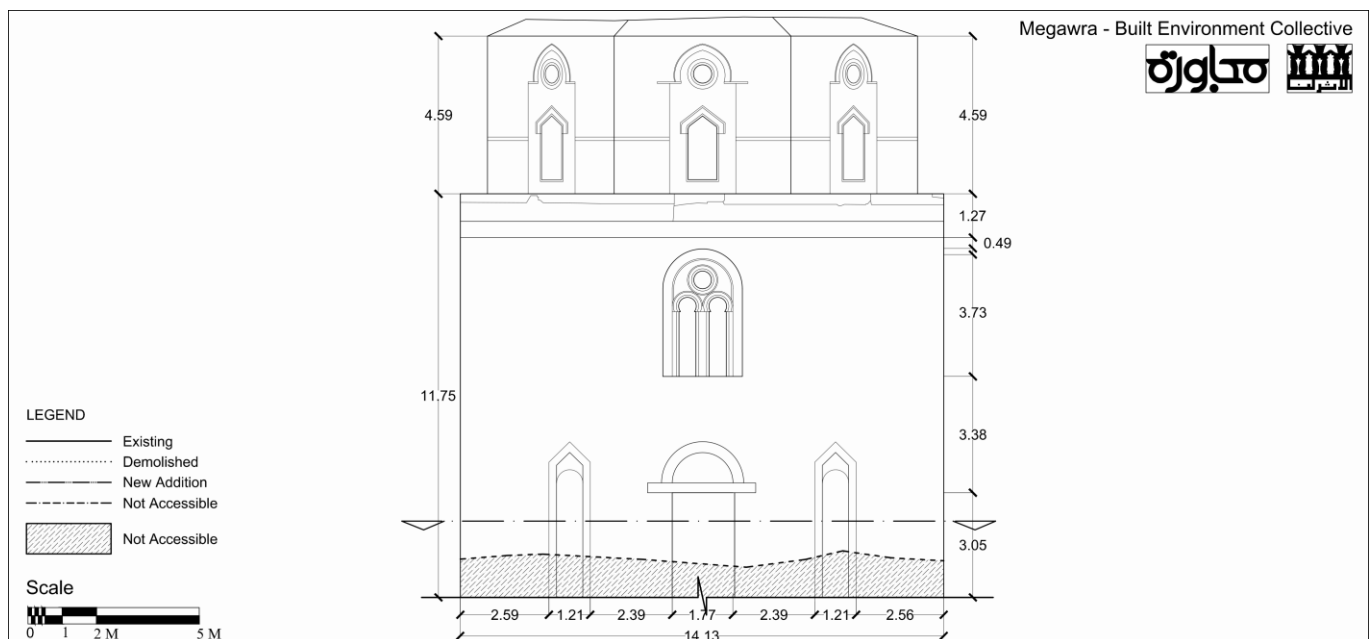 Megawra - Built Environment Collective
مجاورة
الأشراف
4.59
4.59
1.27
0.49
3.73
11.75
3.38
3.05
LEGEND
Existing
Demolished
New Addition
Not Accessible
Not Accessible
Scale
0 1 2 M 5 M
2.59 1.21 2.39 1.77 2.39 1.21 2.56
14.13